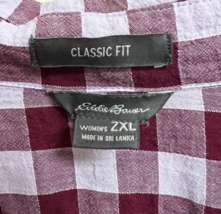 CLASSIC FIT
Eddie Bauer
WOMEN'S 2XL
MADE IN SRI LANKA